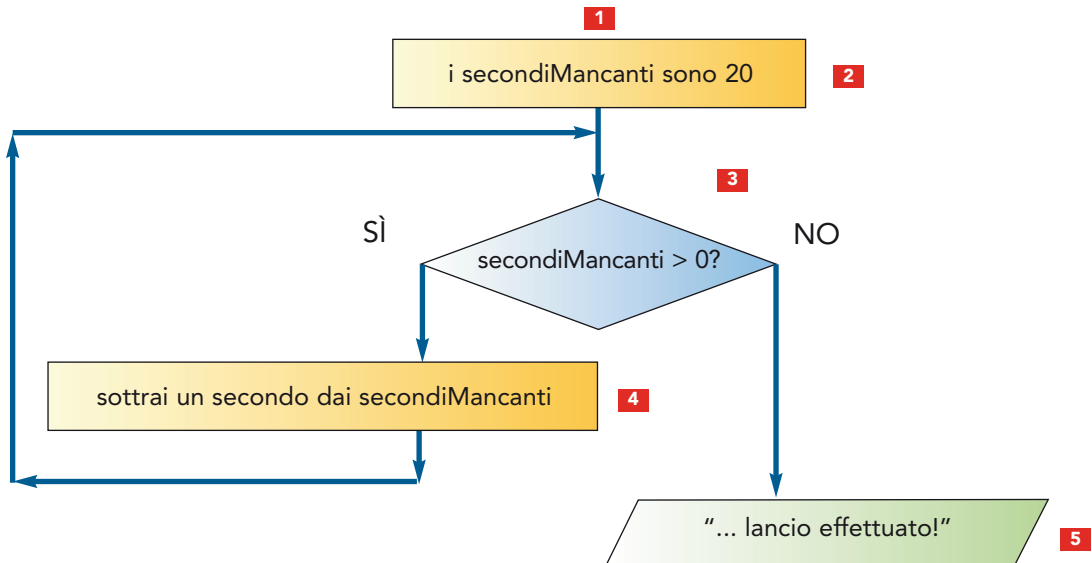 1
i secondiMancanti sono 20
2
3
SÌ
NO
secondiMancanti > 0?
sottrai un secondo dai secondiMancanti
4
“... lancio effettuato!”
5